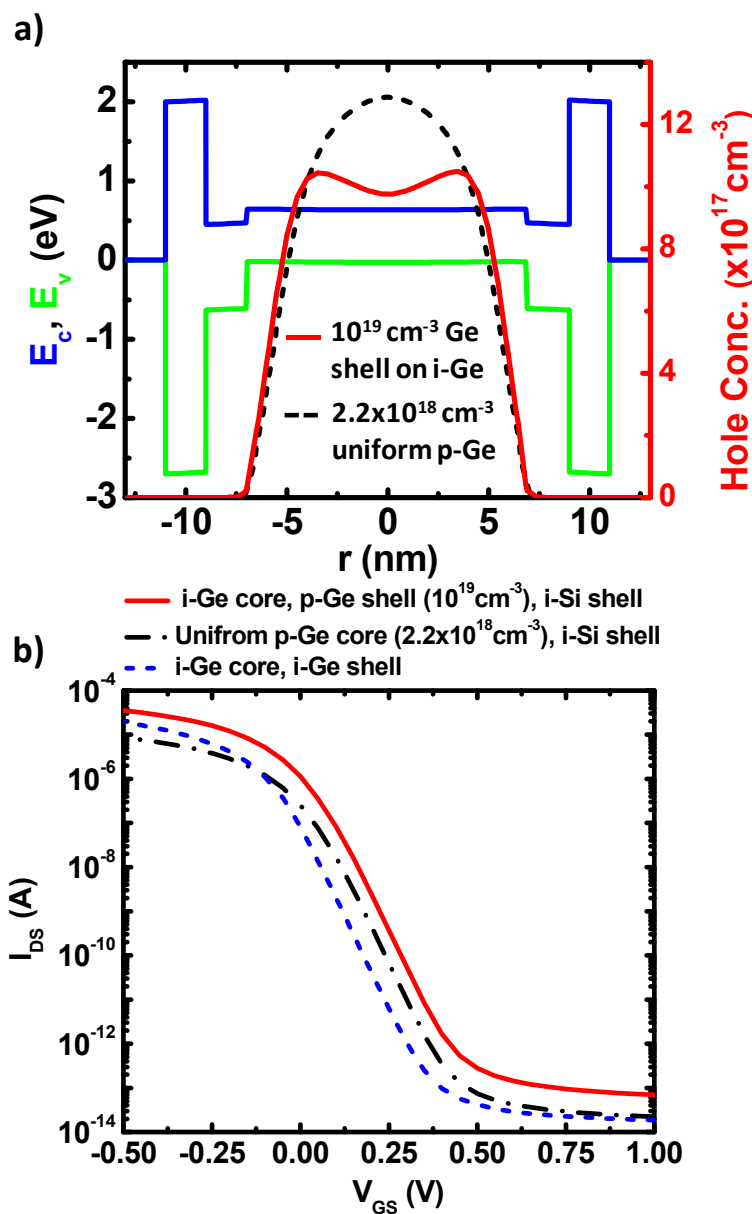 a)
2
1
0
-1
-2
-3
E_c, E_v (eV)
12
8
4
0
Hole Conc. (x10^17 cm^-3)
10^19 cm^-3 Ge
shell on i-Ge
2.2x10^18 cm^-3
uniform p-Ge
-10
-5
0
5
10
r (nm)
i-Ge core, p-Ge shell (10^19cm^-3), i-Si shell
Unifrom p-Ge core (2.2x10^18cm^-3), i-Si shell
i-Ge core, i-Ge shell
b)
10^-4
10^-6
10^-8
10^-10
10^-12
10^-14
I_DS (A)
-0.50
-0.25
0.00
0.25
0.50
0.75
1.00
V_GS (V)